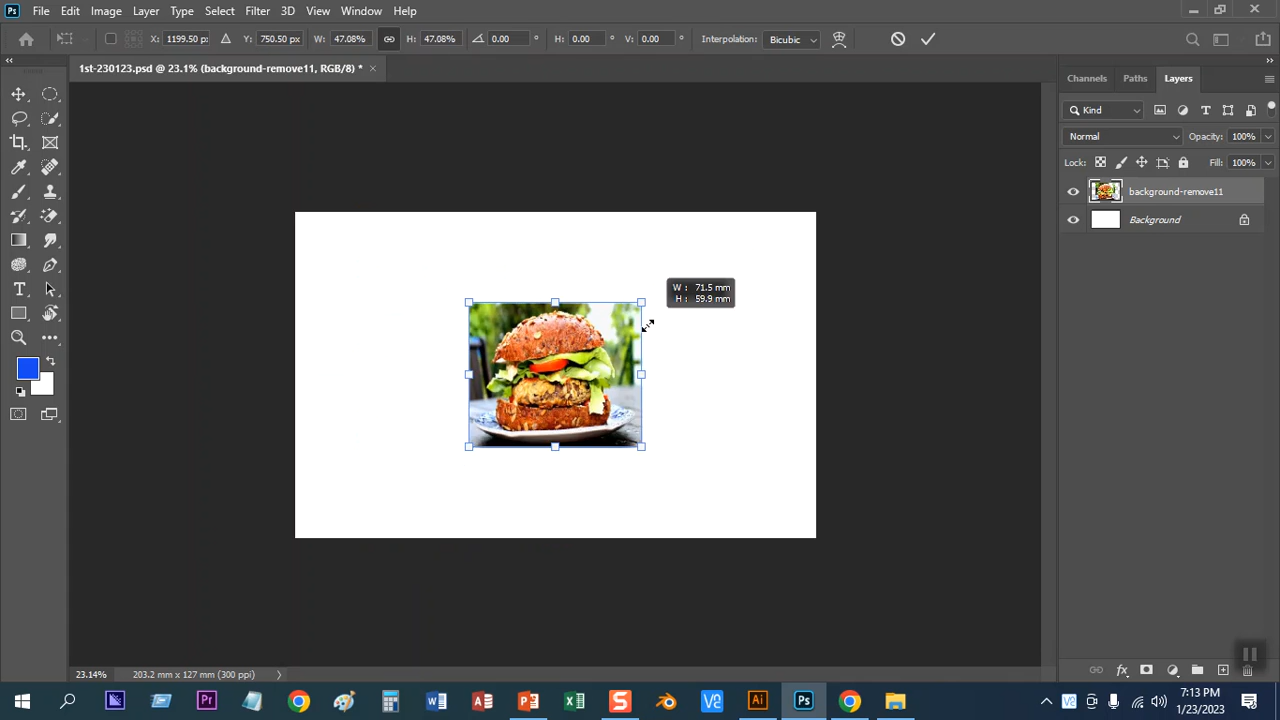 Ps File Edit Image Layer Type Select Filter 3D View Window Help
X: 1199.50 px Y: 750.50 px W: 47.08% H: 47.08% 0.00 ° H: 0.00 ° V: 0.00 ° Interpolation: Bicubic
1st-230123.psd @ 23.1% (background-remove11, RGB/8) * ×
Channels Paths Layers
Kind
Normal Opacity: 100%
Lock: Fill: 100%
background-remove11
Background
W: 71.5 mm
H: 59.9 mm
23.14% 203.2 mm x 127 mm (300 ppi)
7:13 PM
1/23/2023